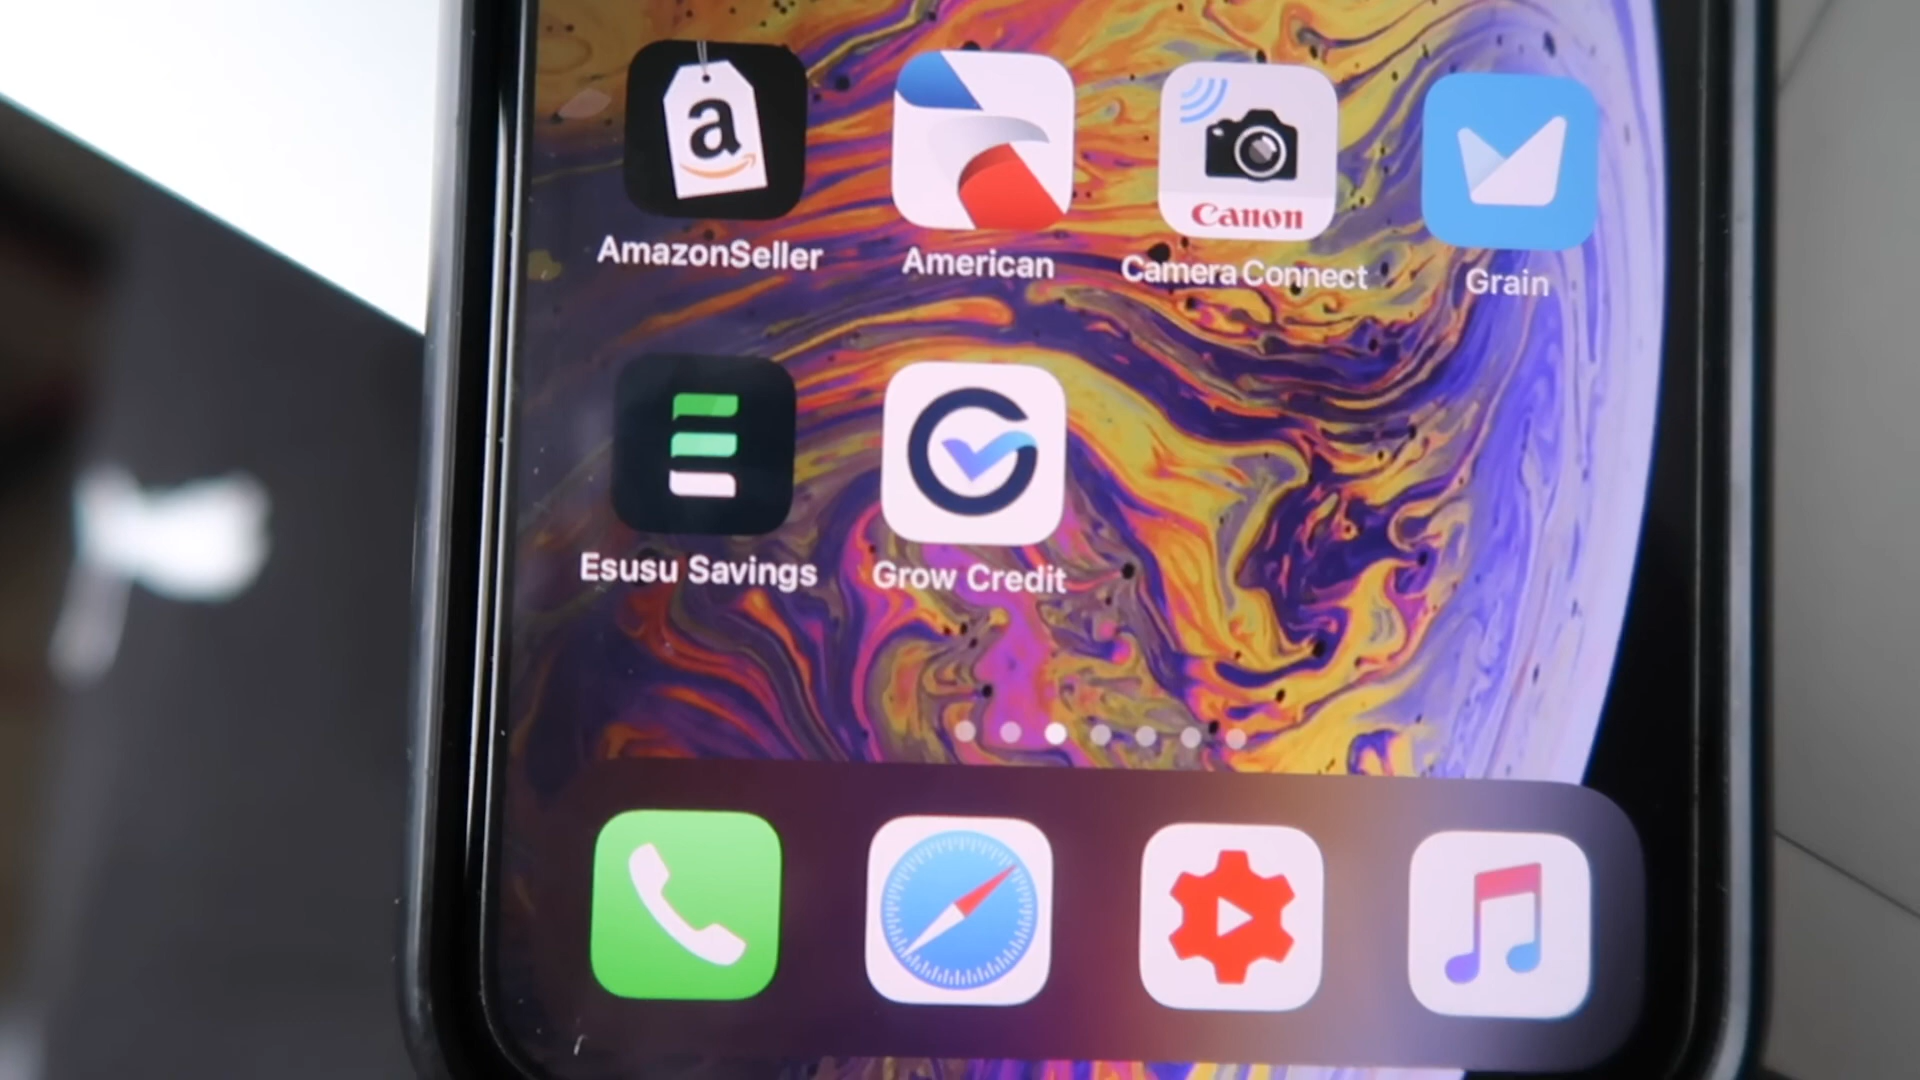 a
Canon
AmazonSeller
American
Camera Connect
Grain
Esusu Savings
Grow Credit